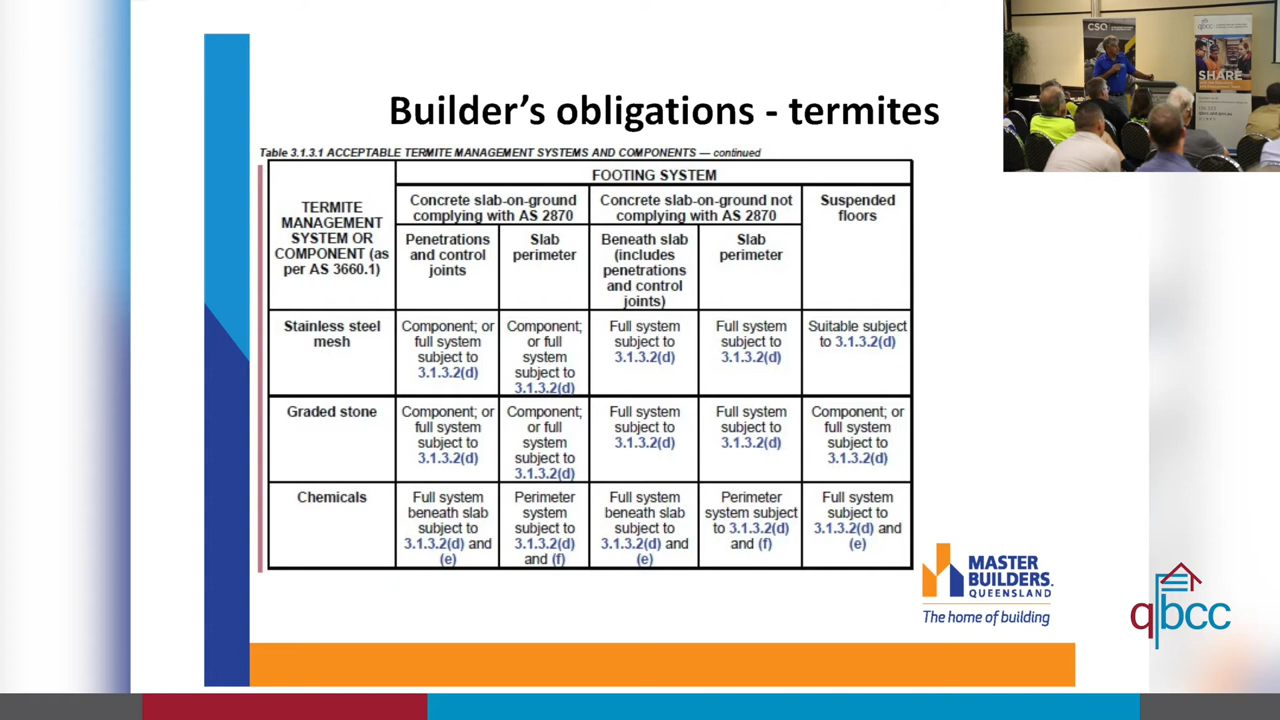 Builder's obligations - termites
Table 3.1.3.1 ACCEPTABLE TERMITE MANAGEMENT SYSTEMS AND COMPONENTS — continued
TERMITE
MANAGEMENT
SYSTEM OR
COMPONENT (as
per AS 3660.1)
FOOTING SYSTEM
Concrete slab-on-ground
complying with AS 2870
Concrete slab-on-ground not
complying with AS 2870
Suspended
floors
Penetrations
and control
joints
Slab
perimeter
Beneath slab
(includes
penetrations
and control
joints)
Slab
perimeter
Stainless steel
mesh
Component; or
full system
subject to
3.1.3.2(d)
Component;
or full
system
subject to
3.1.3.2(d)
Full system
subject to
3.1.3.2(d)
Full system
subject to
3.1.3.2(d)
Suitable subject
to 3.1.3.2(d)
Graded stone
Component; or
full system
subject to
3.1.3.2(d)
Component;
or full
system
subject to
3.1.3.2(d)
Full system
subject to
3.1.3.2(d)
Full system
subject to
3.1.3.2(d)
Component; or
full system
subject to
3.1.3.2(d)
Chemicals
Full system
beneath slab
subject to
3.1.3.2(d) and
(e)
Perimeter
system
subject to
3.1.3.2(d)
and (f)
Full system
beneath slab
subject to
3.1.3.2(d) and
(e)
Perimeter
system subject
to 3.1.3.2(d)
and (f)
Full system
subject to
3.1.3.2(d) and
(e)
MASTER
BUILDERS.
QUEENSLAND
The home of building
qbcc
CSQ
qbcc
SHARE